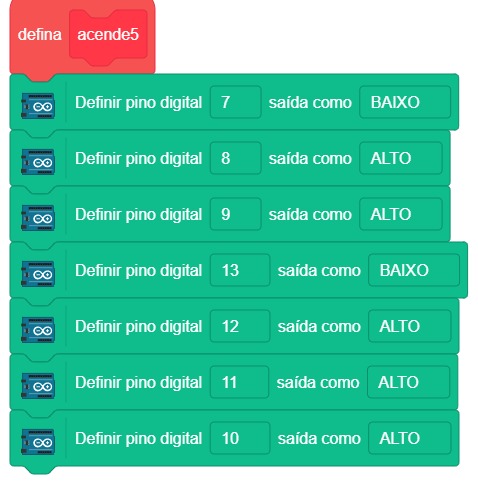 defina acende5
Definir pino digital 7 saída como BAIXO
Definir pino digital 8 saída como ALTO
Definir pino digital 9 saída como ALTO
Definir pino digital 13 saída como BAIXO
Definir pino digital 12 saída como ALTO
Definir pino digital 11 saída como ALTO
Definir pino digital 10 saída como ALTO